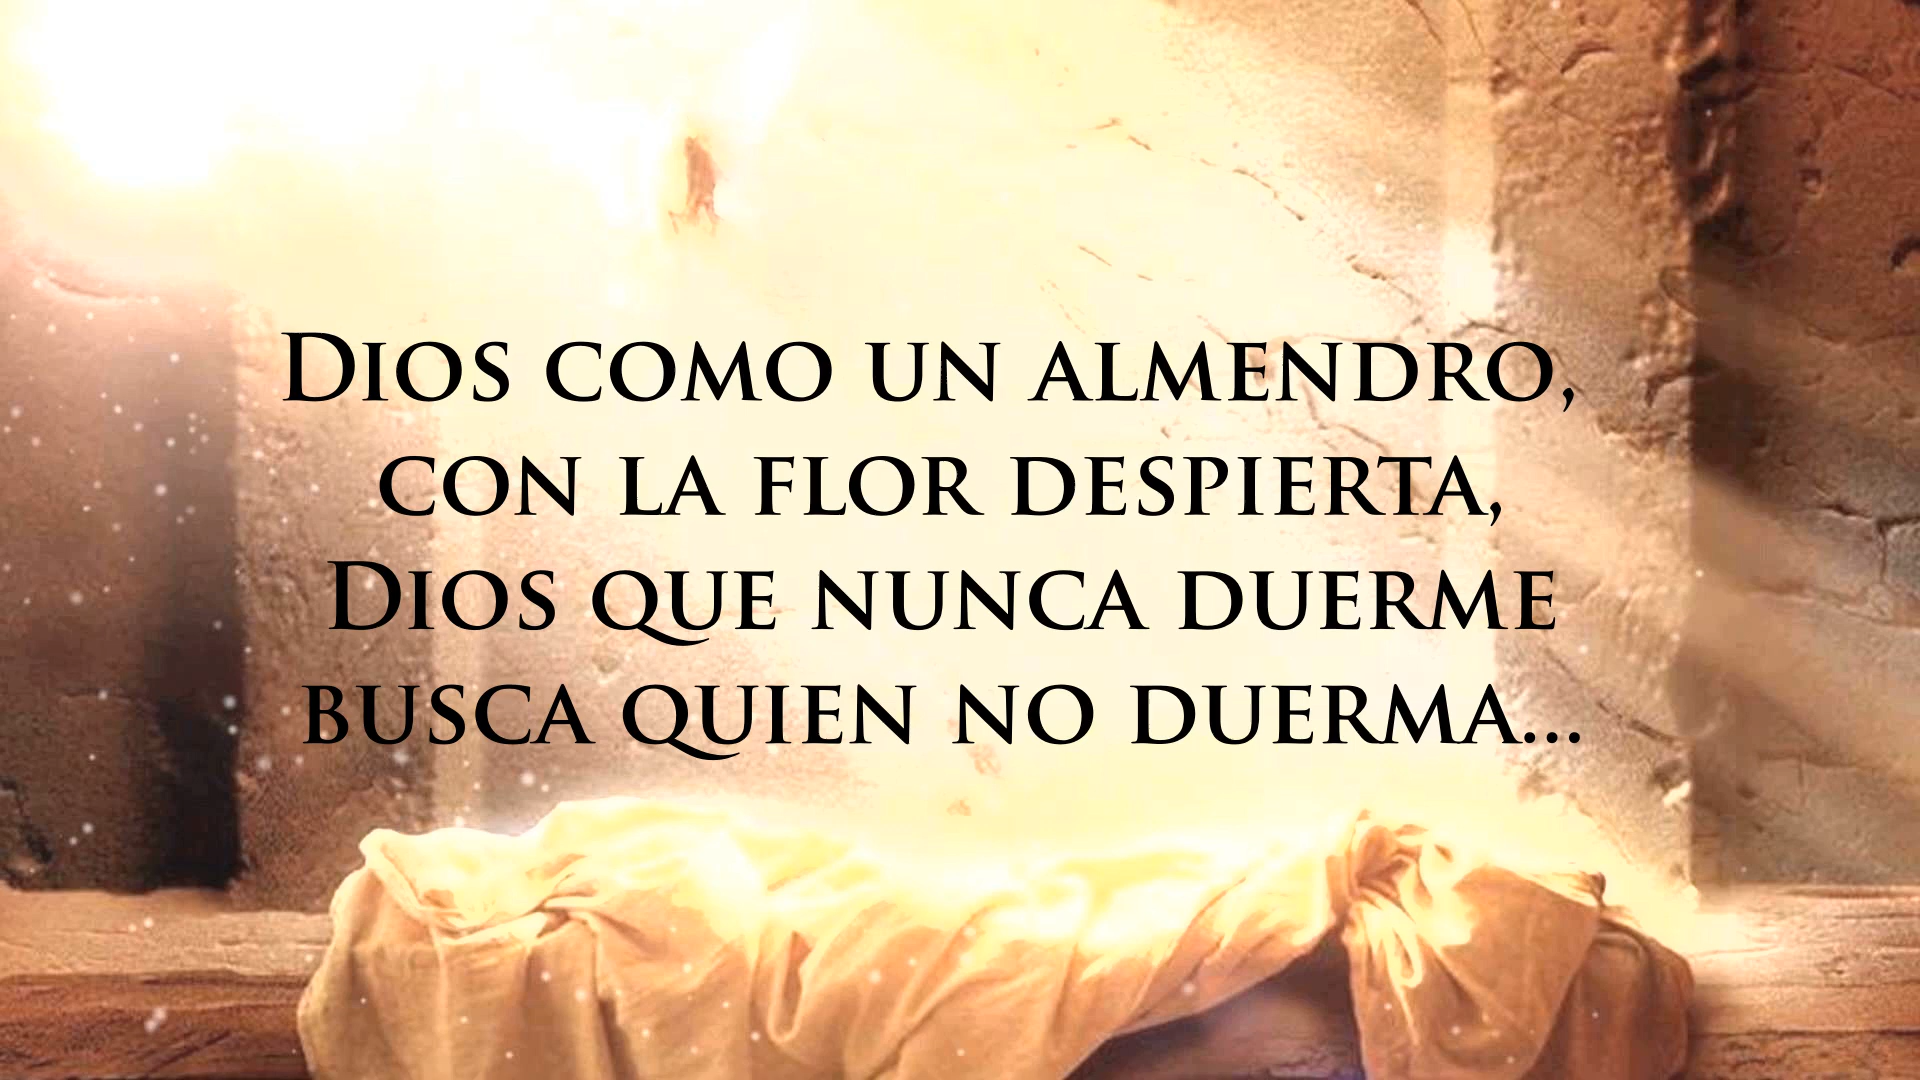 Dios como un almendro,
con la flor despierta,
Dios que nunca duerme
busca quien no duerma...